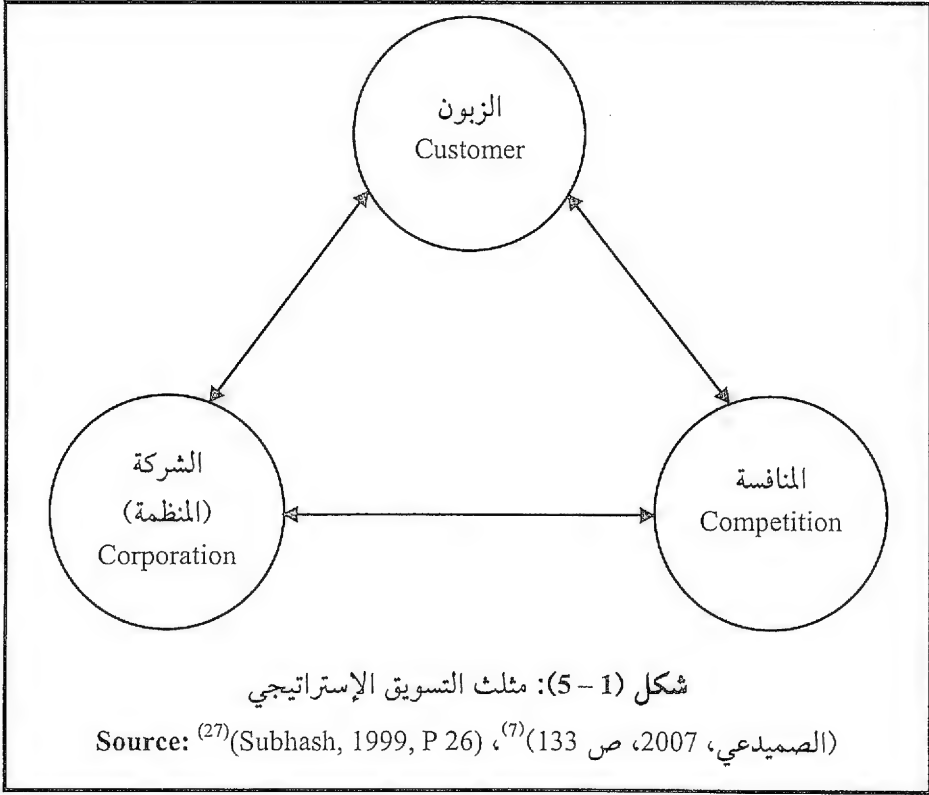 الزبون
Customer
الشركة
(المنظمة)
Corporation
المنافسة
Competition
شكل (1 – 5): مثلث التسويق الإستراتيجي
Source: (27)(Subhash, 1999, P 26) ،(7)(الصميدعي، 2007، ص 133)